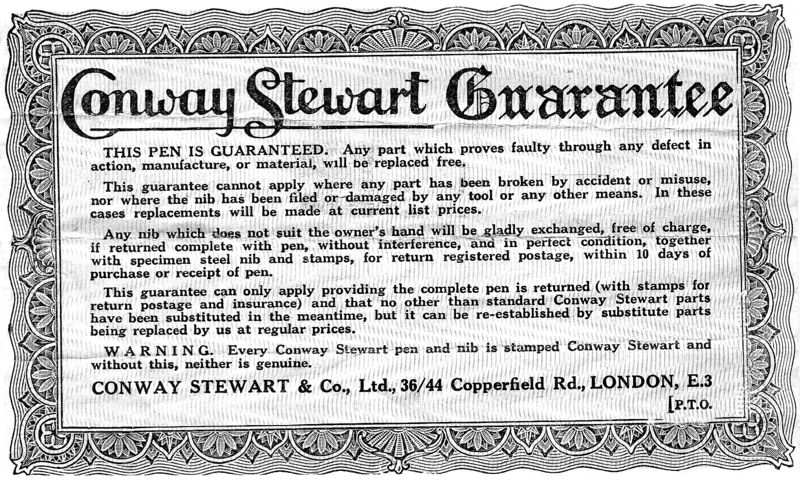 Conway Stewart Guarantee
THIS PEN IS GUARANTEED. Any part which proves faulty through any defect in
action, manufacture, or material, will be replaced free.
This guarantee cannot apply where any part has been broken by accident or misuse,
nor where the nib has been filed or damaged by any tool or any other means. In these
cases replacements will be made at current list prices.
Any nib which does not suit the owner's hand will be gladly exchanged, free of charge,
if returned complete with pen, without interference, and in perfect condition, together
with specimen steel nib and stamps, for return registered postage, within 10 days of
purchase or receipt of pen.
This guarantee can only apply providing the complete pen is returned (with stamps for
return postage and insurance) and that no other than standard Conway Stewart parts
have been substituted in the meantime, but it can be re-established by substitute parts
being replaced by us at regular prices.
WARNING. Every Conway Stewart pen and nib is stamped Conway Stewart and
without this, neither is genuine.
CONWAY STEWART & Co., Ltd., 36/44 Copperfield Rd., LONDON, E.3
[P.T.O.